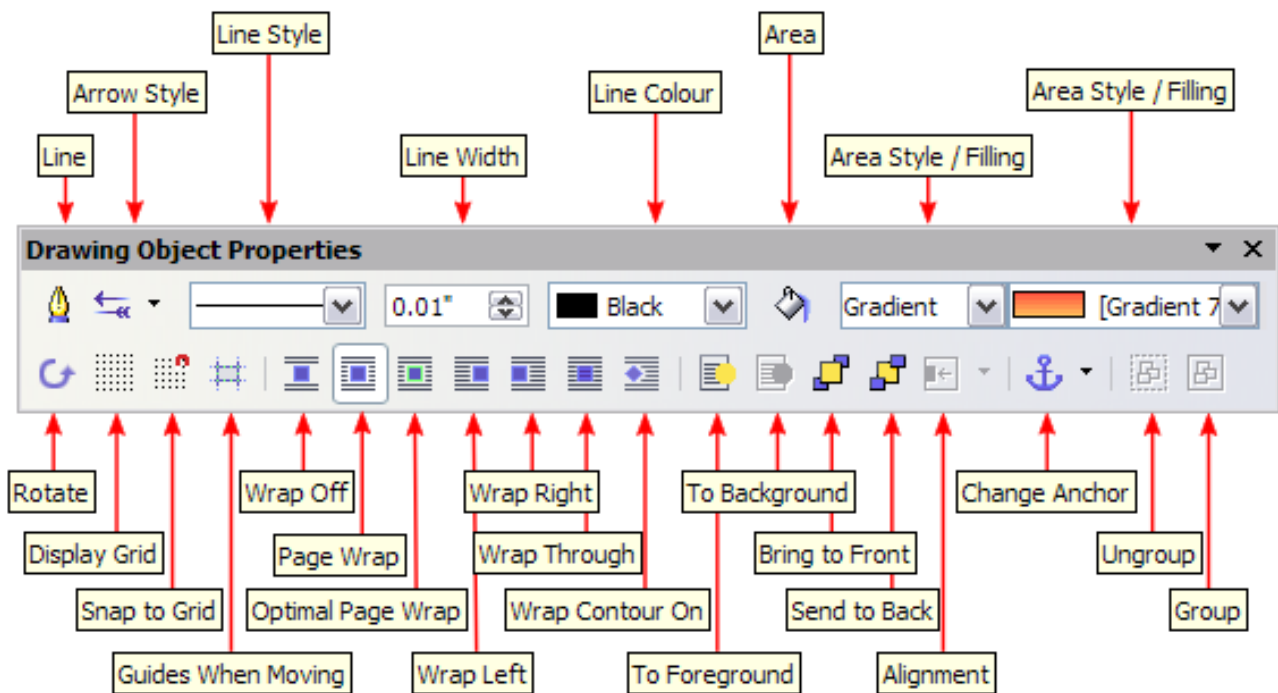 Line Style
Area
Arrow Style
Line Colour
Area Style / Filling
Line
Line Width
Area Style / Filling
Drawing Object Properties
0.01"
Black
Gradient
[Gradient 7
Rotate
Wrap Off
Wrap Right
To Background
Change Anchor
Display Grid
Page Wrap
Wrap Through
Bring to Front
Ungroup
Snap to Grid
Optimal Page Wrap
Wrap Contour On
Send to Back
Group
Guides When Moving
Wrap Left
To Foreground
Alignment